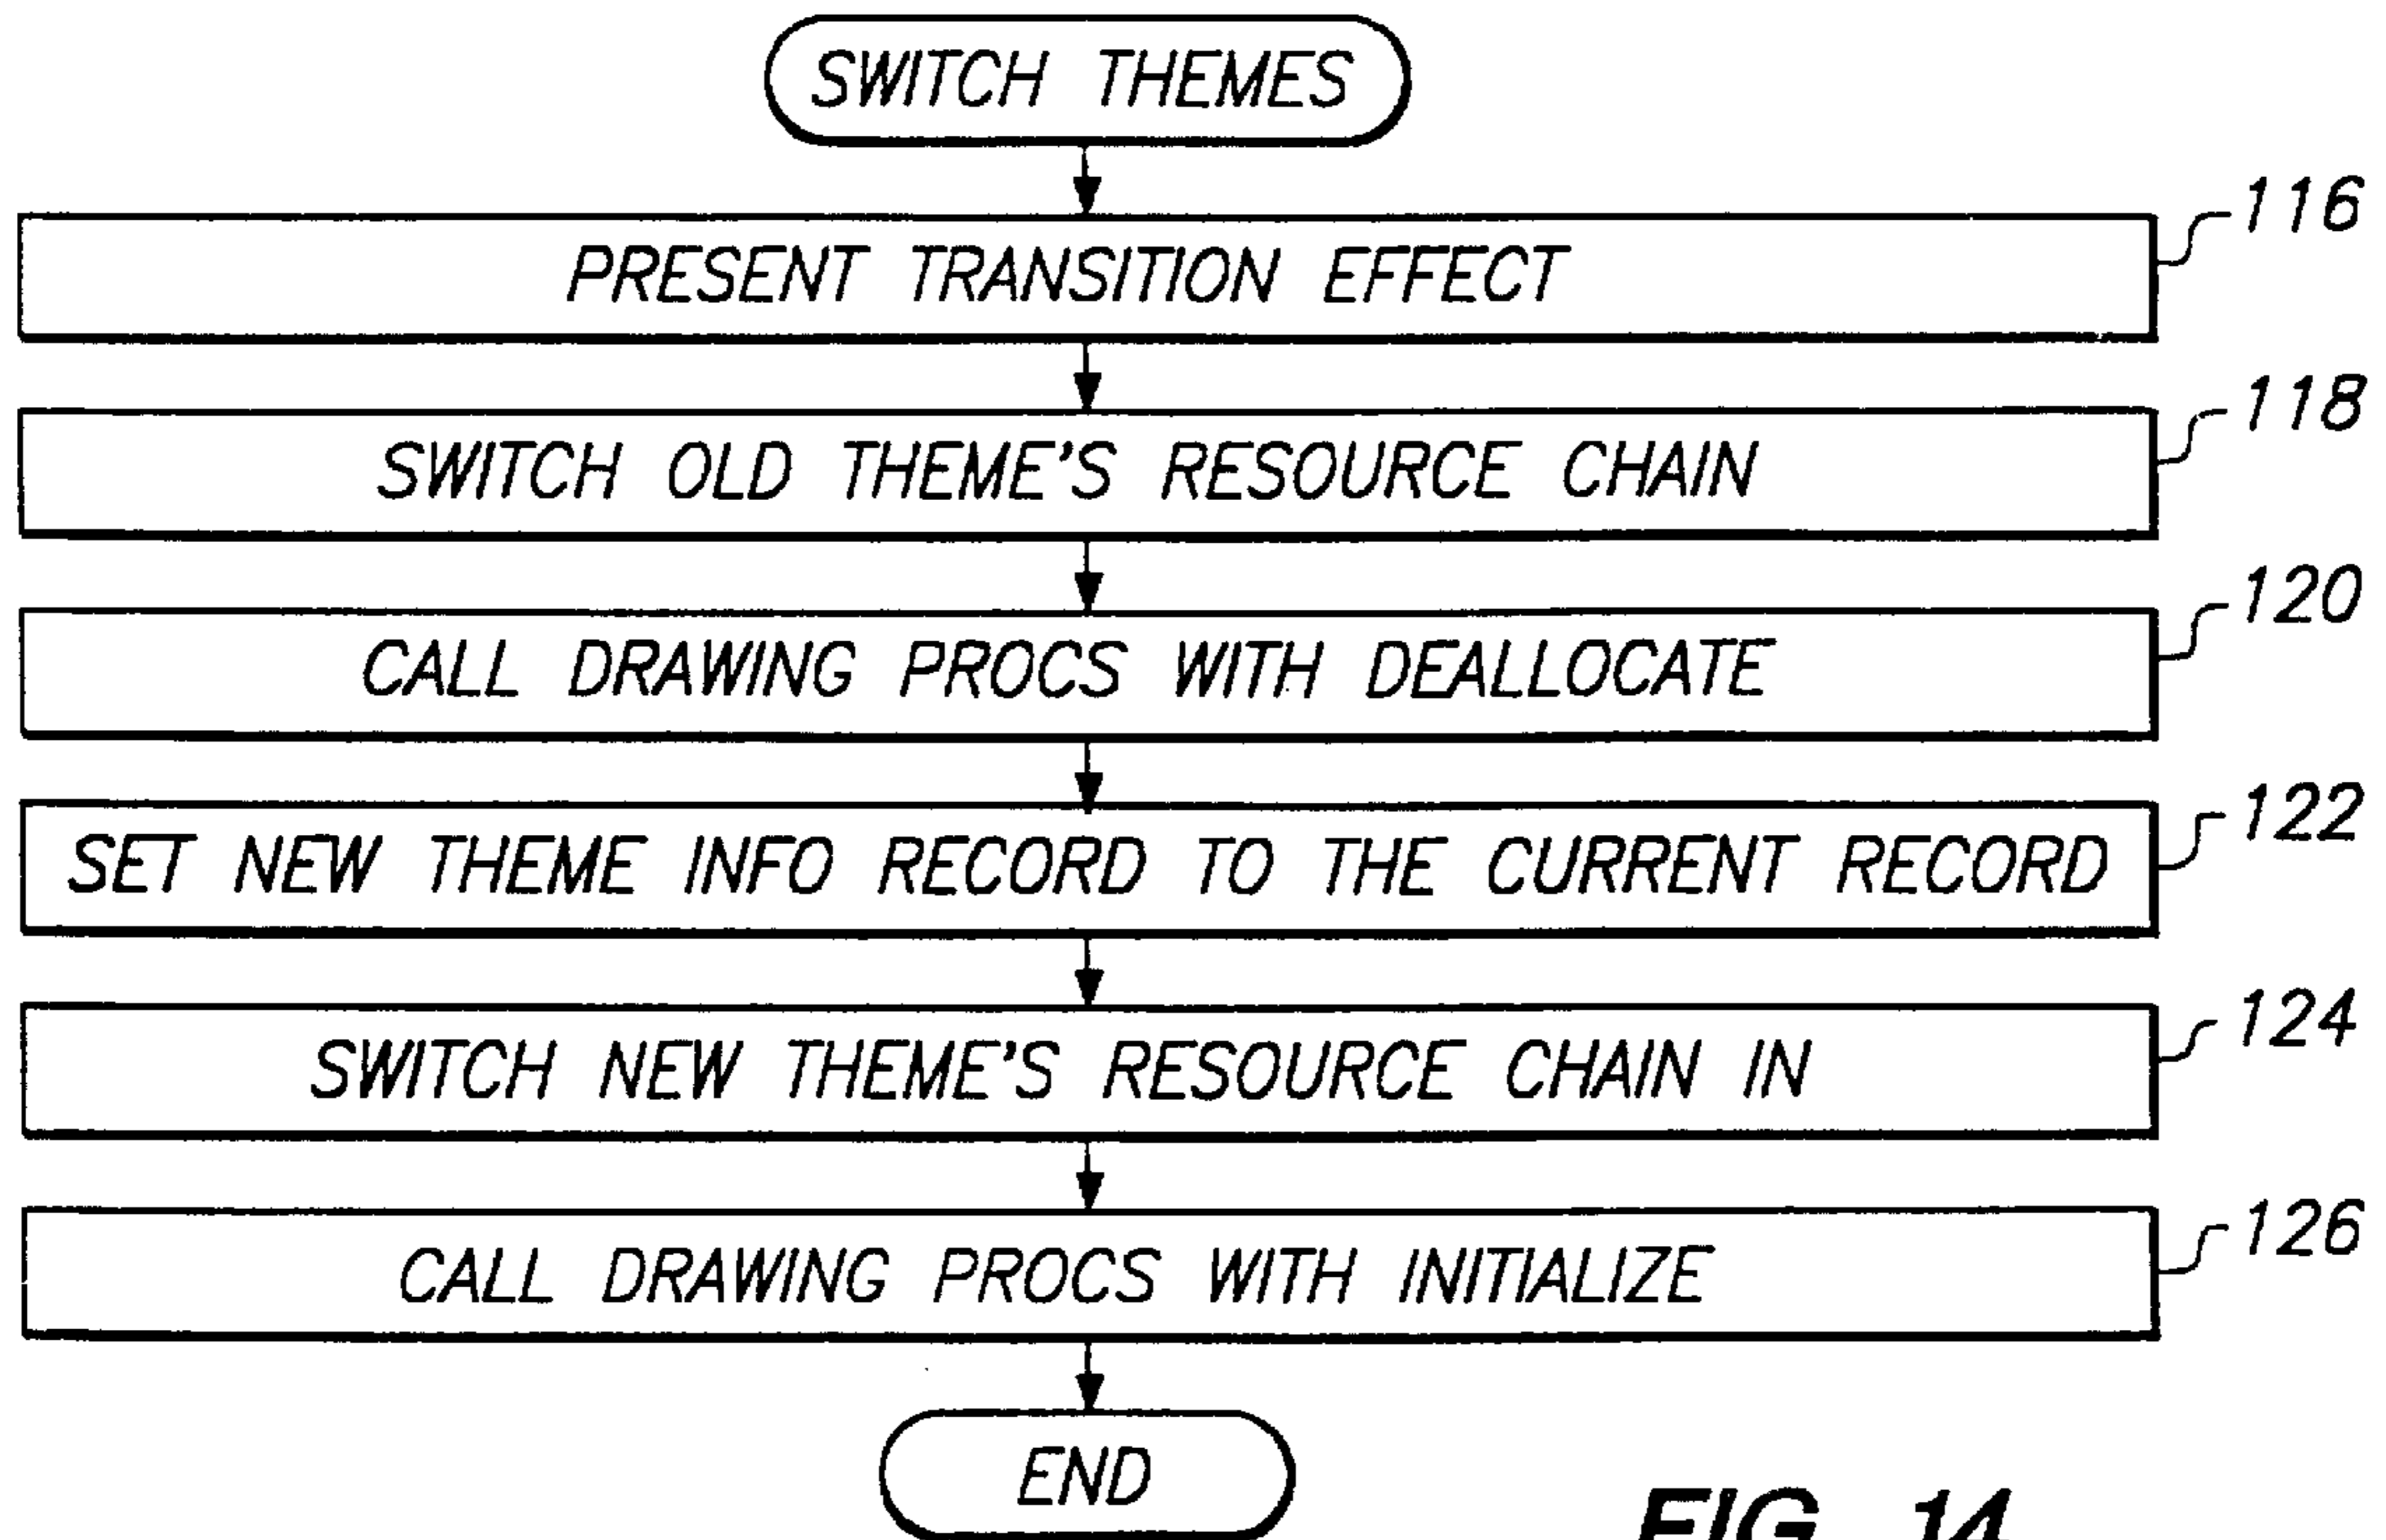 SWITCH THEMES
PRESENT TRANSITION EFFECT
116
SWITCH OLD THEME'S RESOURCE CHAIN
118
CALL DRAWING PROCS WITH DEALLOCATE
120
SET NEW THEME INFO RECORD TO THE CURRENT RECORD
122
SWITCH NEW THEME'S RESOURCE CHAIN IN
124
CALL DRAWING PROCS WITH INITIALIZE
126
END
FIG. 14